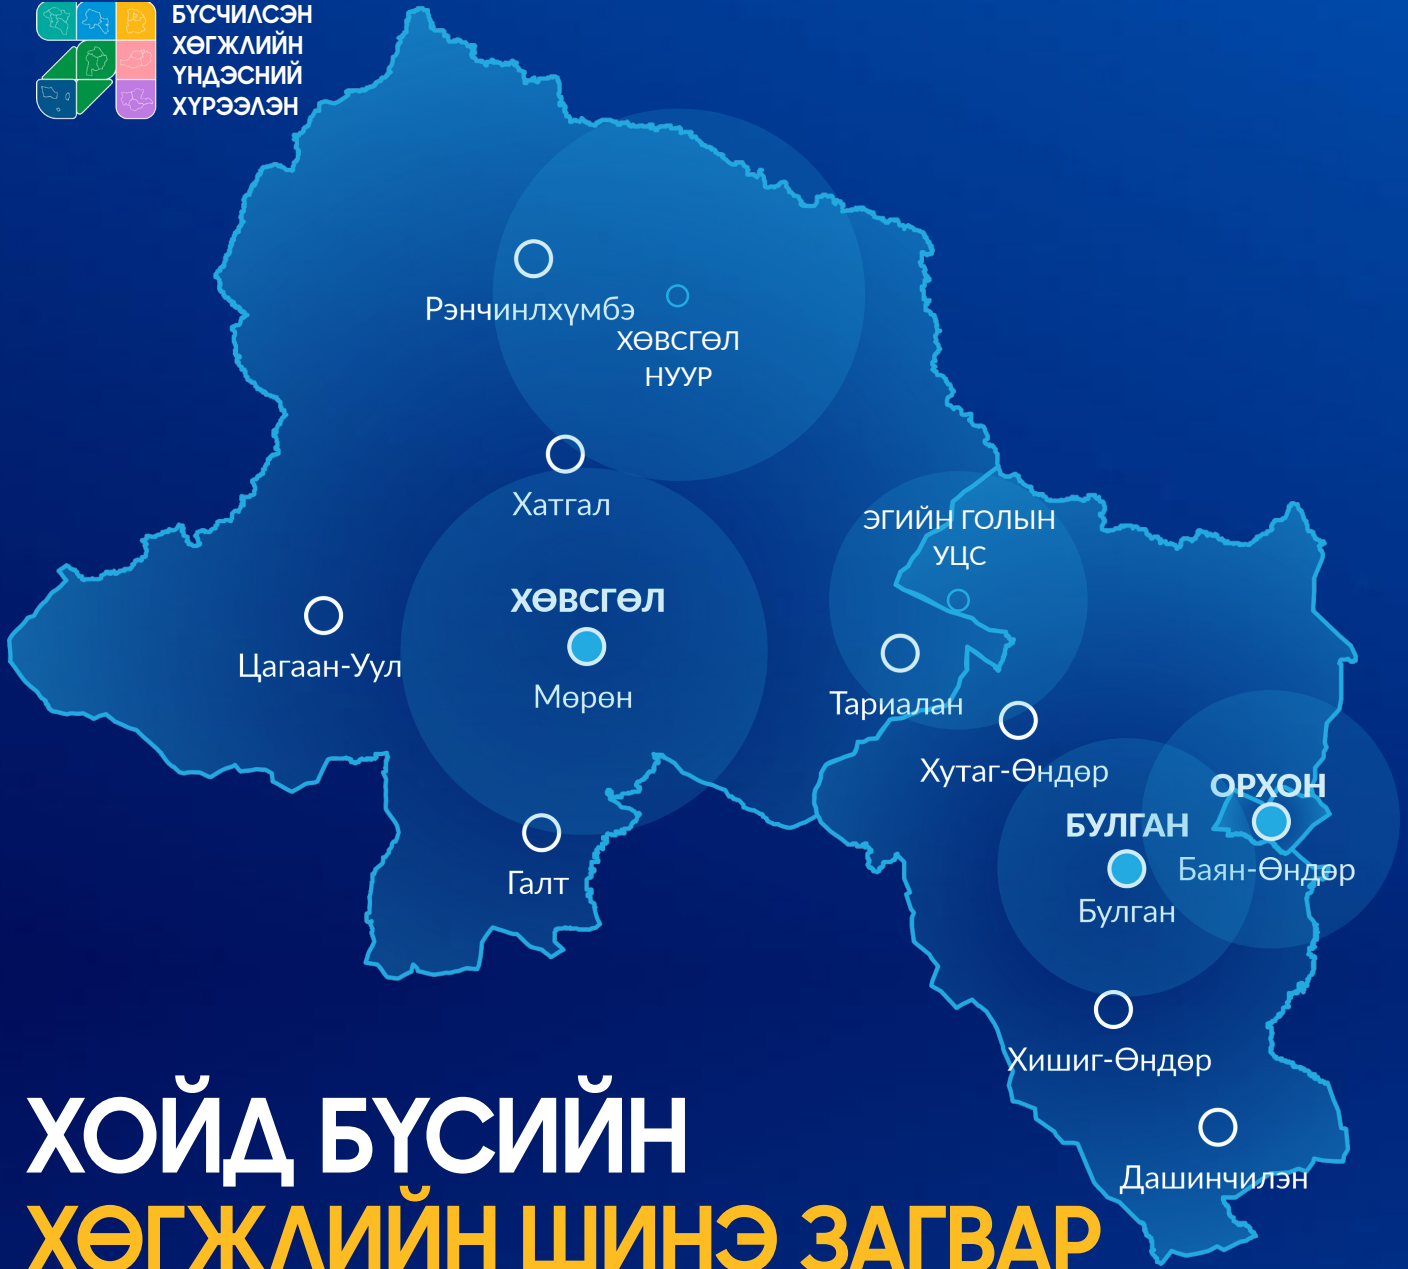 БҮСЧИЛСЭН
ХӨГЖЛИЙН
ҮНДЭСНИЙ
ХҮРЭЭЛЭН
Рэнчинлхүмбэ
ХӨВСГӨЛ
НУУР
Хатгал
ЭГИЙН ГОЛЫН
УЦС
ХӨВСГӨЛ
Цагаан-Уул
Мөрөн
Тариалан
Хутаг-Өндөр
ОРХОН
БУЛГАН
Баян-Өндөр
Галт
Булган
Хишиг-Өндөр
Дашинчилэн
ХОЙД БҮСИЙН
ХӨГЖЛИЙН ШИНЭ ЗАГВАР